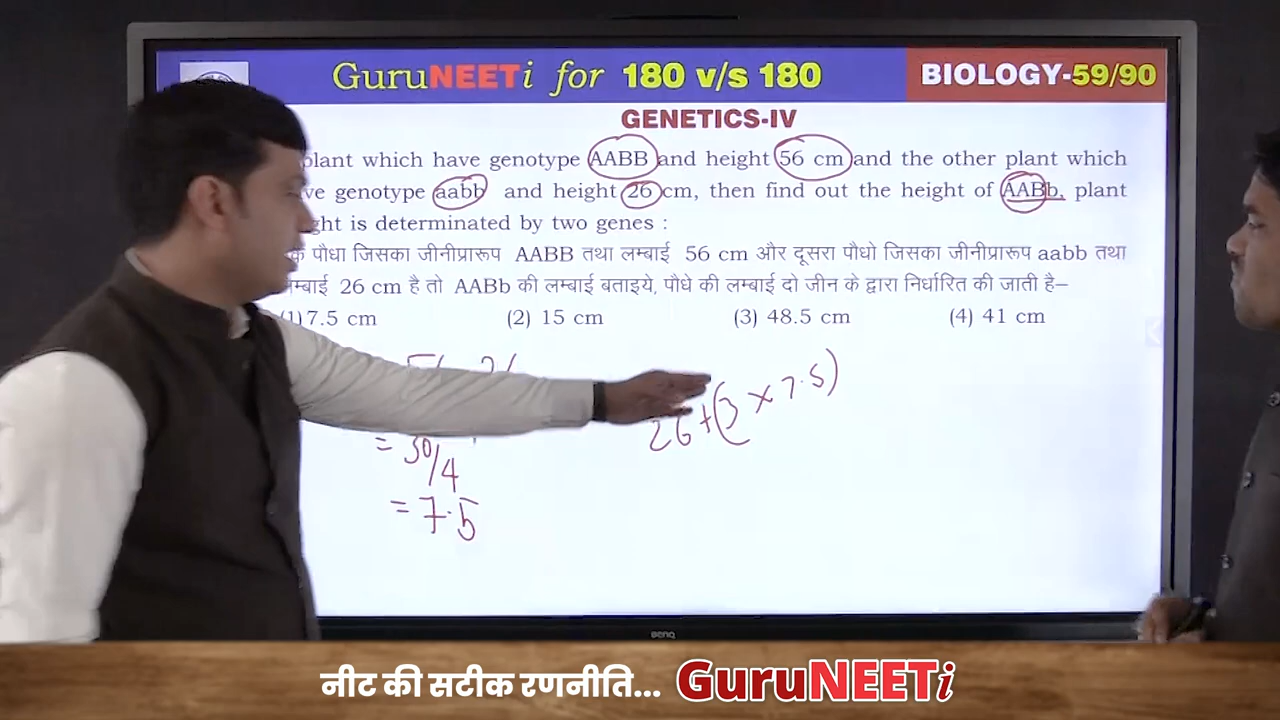 GuruNEETi for 180 v/s 180
BIOLOGY-59/90
GENETICS-IV
plant which have genotype AABB and height 56 cm and the other plant which
genotype aabb and height 26 cm, then find out the height of AABb, plant
is determined by two genes :
पौधा जिसका जीनीप्रारूप AABB तथा लम्बाई 56 cm और दूसरा पौधो जिसका जीनीप्रारूप aabb तथा
26 cm है तो AABb की लम्बाई बताइये, पौधे की लम्बाई दो जीन के द्वारा निर्धारित की जाती है–
(1) 7.5 cm (2) 15 cm (3) 48.5 cm (4) 41 cm
26+(3 × 7.5)
= 30/4
= 7.5
BenQ
नीट की सटीक रणनीति... GuruNEETi